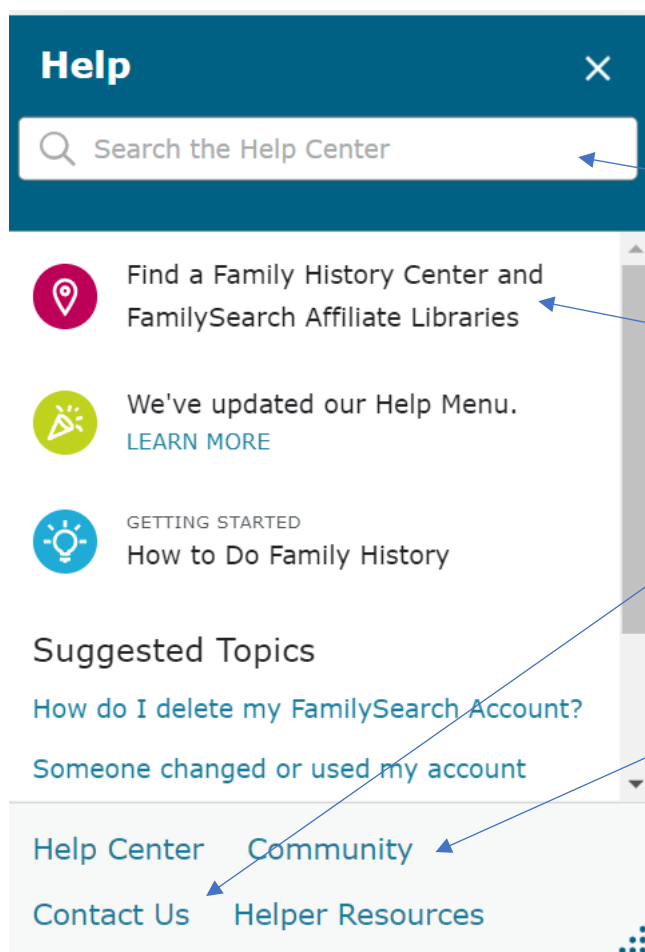 Help
Search the Help Center
Find a Family History Center and
FamilySearch Affiliate Libraries
We've updated our Help Menu.
LEARN MORE
GETTING STARTED
How to Do Family History
Suggested Topics
How do I delete my FamilySearch Account?
Someone changed or used my account
Help Center Community
Contact Us Helper Resources